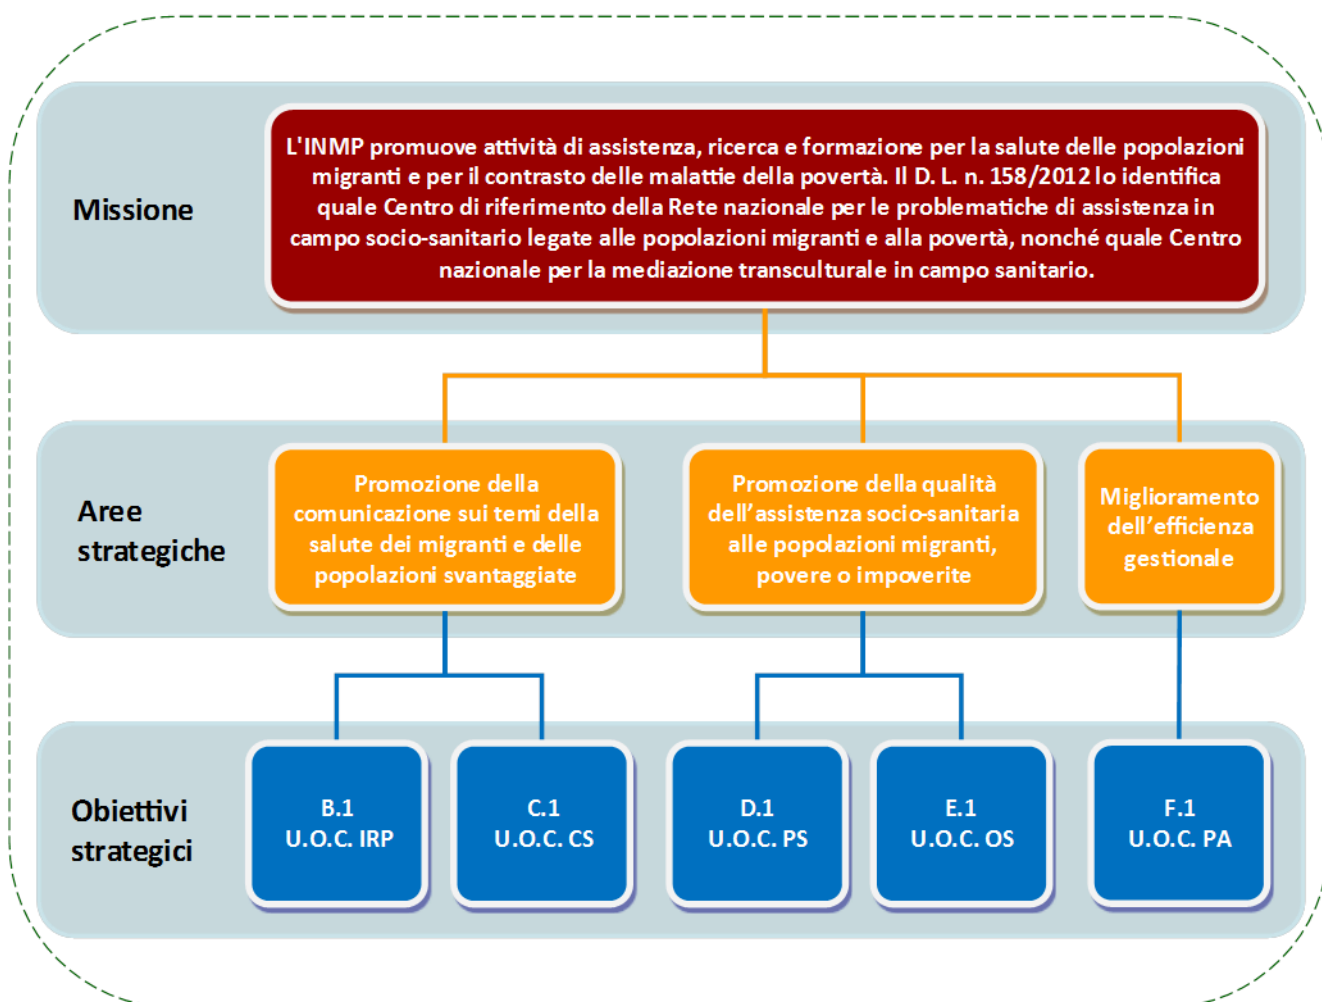 Missione
L'INMP promuove attività di assistenza, ricerca e formazione per la salute delle popolazioni
migranti e per il contrasto delle malattie della povertà. Il D. L. n. 158/2012 lo identifica
quale Centro di riferimento della Rete nazionale per le problematiche di assistenza in
campo socio-sanitario legate alle popolazioni migranti e alla povertà, nonché quale Centro
nazionale per la mediazione transculturale in campo sanitario.
Aree
strategiche
Promozione della
comunicazione sui temi della
salute dei migranti e delle
popolazioni svantaggiate
Promozione della qualità
dell’assistenza socio-sanitaria
alle popolazioni migranti,
povere o impoverite
Miglioramento
dell’efficienza
gestionale
Obiettivi
strategici
B.1
U.O.C. IRP
C.1
U.O.C. CS
D.1
U.O.C. PS
E.1
U.O.C. OS
F.1
U.O.C. PA